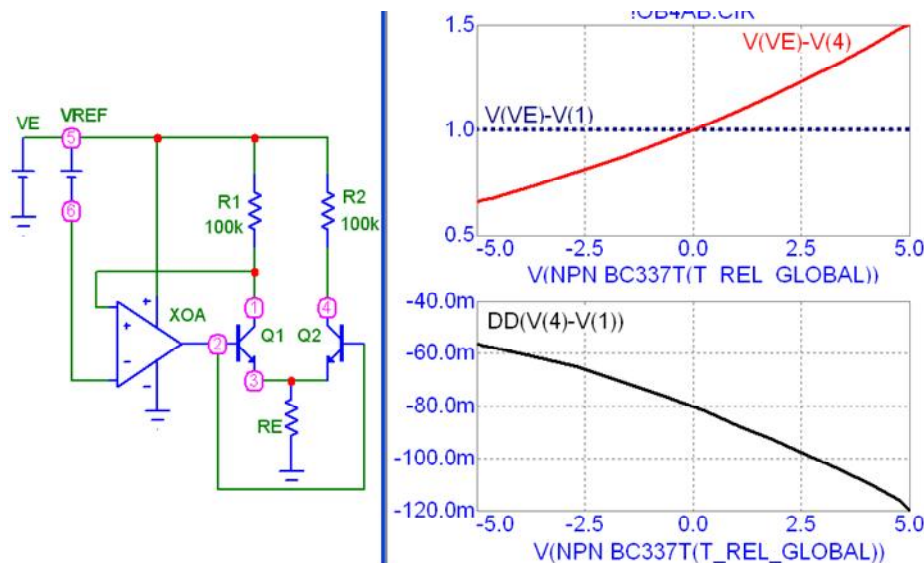 VE
VREF
5
6
R1
100k
R2
100k
XOA
+
-
+
-
1
4
2
Q1
Q2
3
RE
!OB4AB.CIR
1.5
V(VE)-V(4)
V(VE)-V(1)
1.0
0.5
-5.0 -2.5 0.0 2.5 5.0
V(NPN BC337T(T_REL_GLOBAL))
-40.0m
DD(V(4)-V(1))
-60.0m
-80.0m
-100.0m
-120.0m
-5.0 -2.5 0.0 2.5 5.0
V(NPN BC337T(T_REL_GLOBAL))